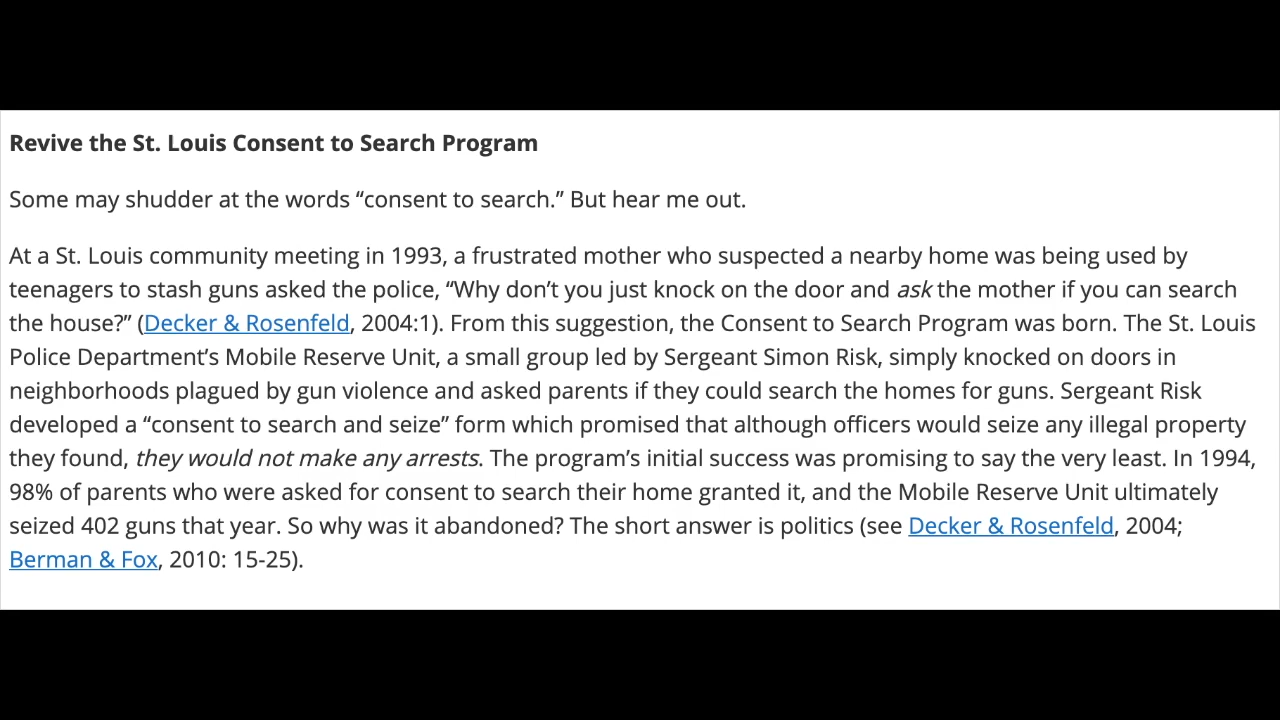 Revive the St. Louis Consent to Search Program
Some may shudder at the words “consent to search.” But hear me out.
At a St. Louis community meeting in 1993, a frustrated mother who suspected a nearby home was being used by
teenagers to stash guns asked the police, “Why don’t you just knock on the door and ask the mother if you can search
the house?” (Decker & Rosenfeld, 2004:1). From this suggestion, the Consent to Search Program was born. The St. Louis
Police Department’s Mobile Reserve Unit, a small group led by Sergeant Simon Risk, simply knocked on doors in
neighborhoods plagued by gun violence and asked parents if they could search the homes for guns. Sergeant Risk
developed a “consent to search and seize” form which promised that although officers would seize any illegal property
they found, they would not make any arrests. The program’s initial success was promising to say the very least. In 1994,
98% of parents who were asked for consent to search their home granted it, and the Mobile Reserve Unit ultimately
seized 402 guns that year. So why was it abandoned? The short answer is politics (see Decker & Rosenfeld, 2004;
Berman & Fox, 2010: 15-25).